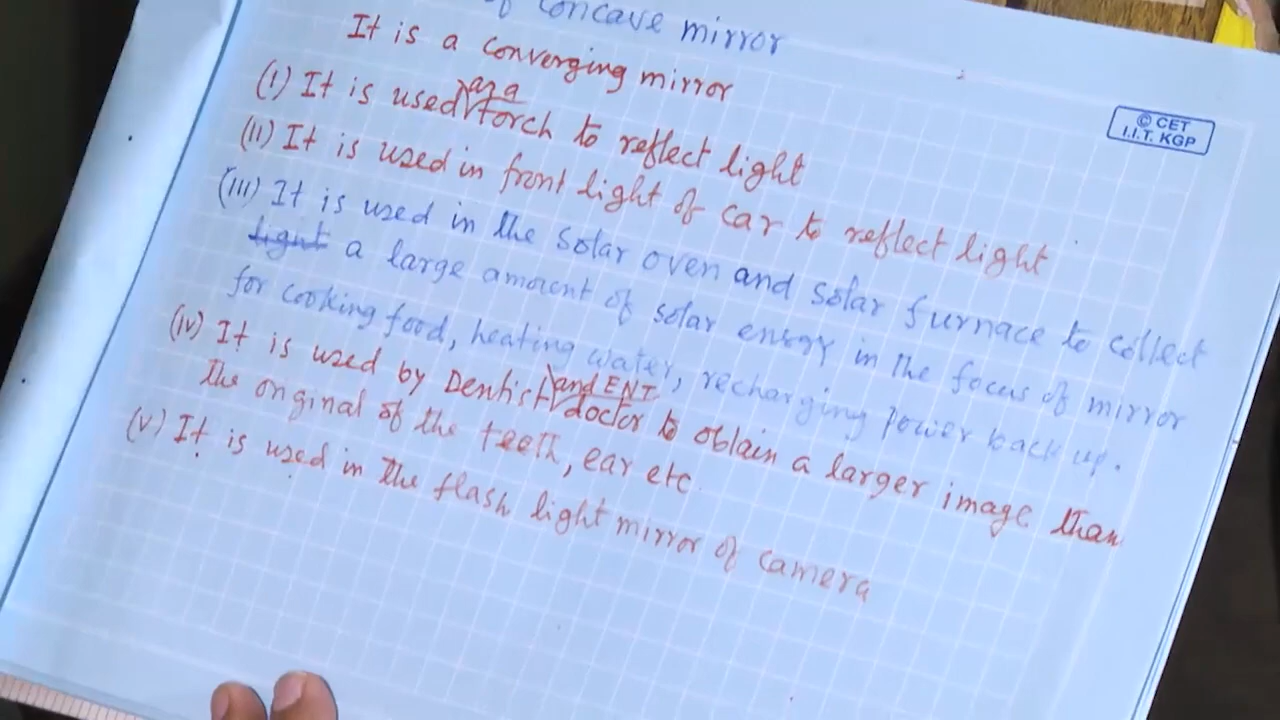 of concave mirror
It is a converging mirror
(i) It is used as a torch to reflect light
(ii) It is used in front light of car to reflect light
(iii) It is used in the solar oven and solar furnace to collect
light a large amount of solar energy in the focus of mirror
for cooking food, heating water, recharging power back up.
(iv) It is used by Dentist and ENT doctor to obtain a larger image than
the original of the teeth, ear etc.
(v) It is used in the flash light mirror of camera
© CET
I.I.T. KGP